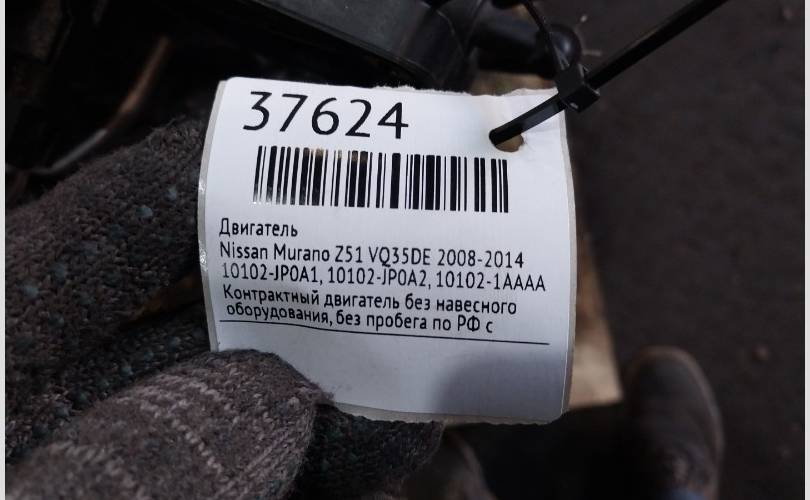 37624
Двигатель
Nissan Murano Z51 VQ35DE 2008-2014
10102-JP0A1, 10102-JP0A2, 10102-1AAAA
Контрактный двигатель без навесного
оборудования, без пробега по РФ с